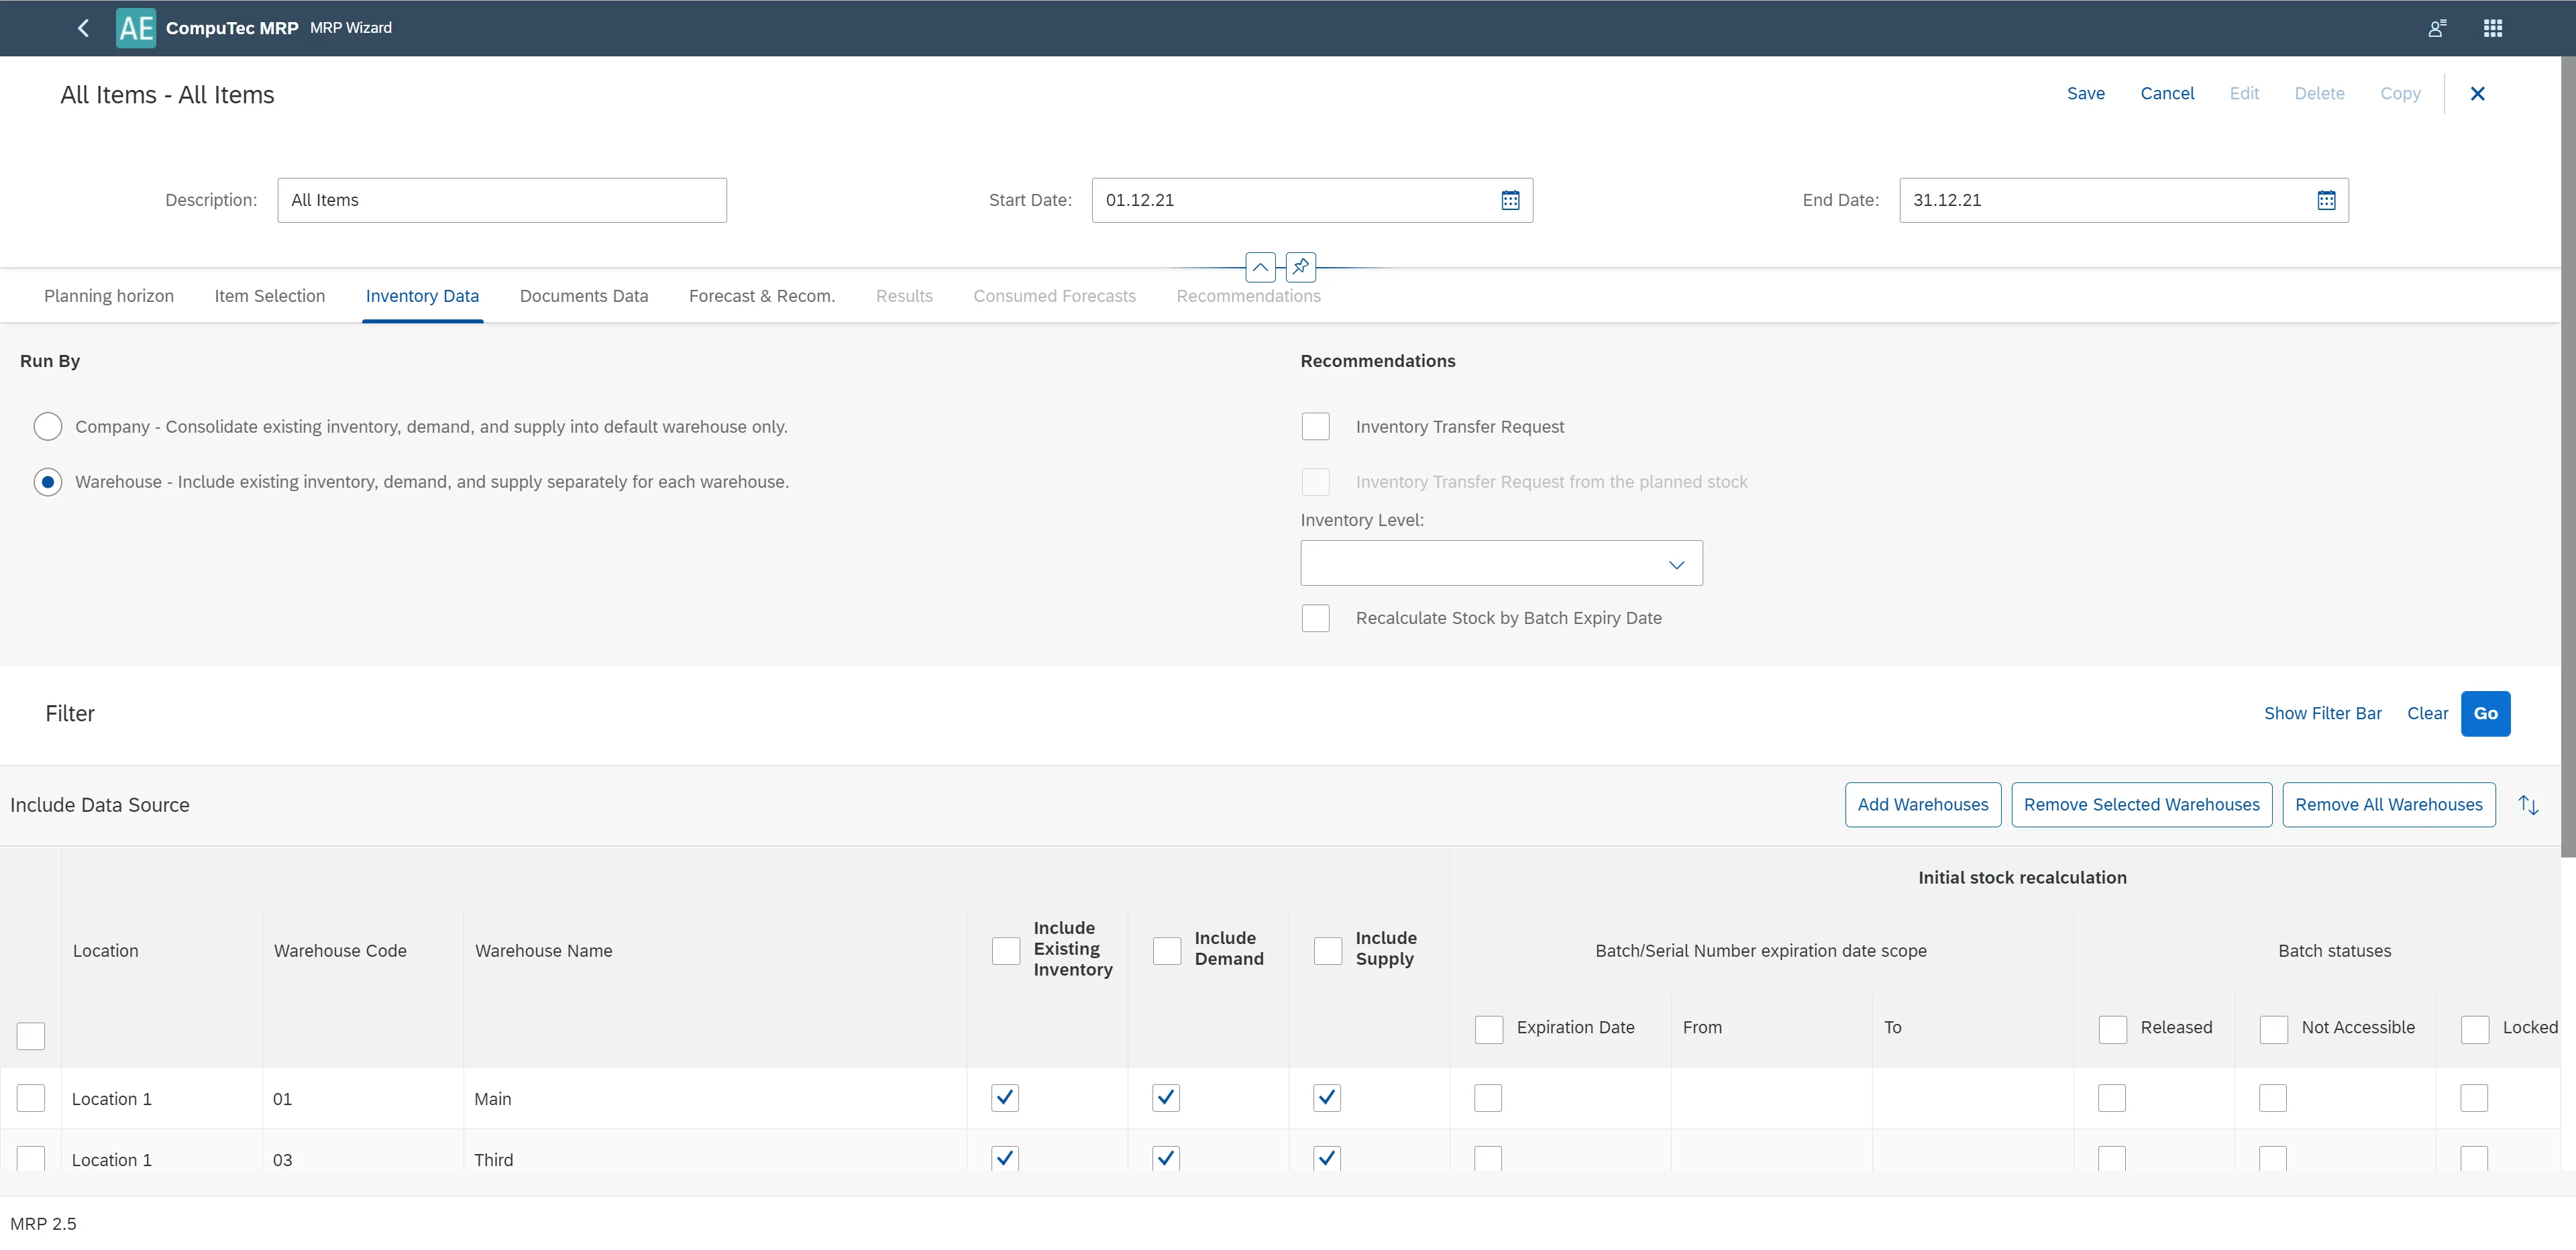 AE CompuTec MRP MRP Wizard
All Items - All Items
Save Cancel Edit Delete Copy
Description: All Items Start Date: 01.12.21 End Date: 31.12.21
Planning horizon Item Selection Inventory Data Documents Data Forecast & Recom. Results Consumed Forecasts Recommendations
Run By
Company - Consolidate existing inventory, demand, and supply into default warehouse only.
Warehouse - Include existing inventory, demand, and supply separately for each warehouse.
Recommendations
Inventory Transfer Request
Inventory Transfer Request from the planned stock
Inventory Level:
Recalculate Stock by Batch Expiry Date
Filter
Show Filter Bar Clear Go
Include Data Source
Add Warehouses Remove Selected Warehouses Remove All Warehouses
Initial stock recalculation
Location Warehouse Code Warehouse Name
Include
Existing
Inventory
Include
Demand
Include
Supply
Batch/Serial Number expiration date scope Batch statuses
Expiration Date From To Released Not Accessible Locked
Location 1 01 Main
Location 1 03 Third
MRP 2.5